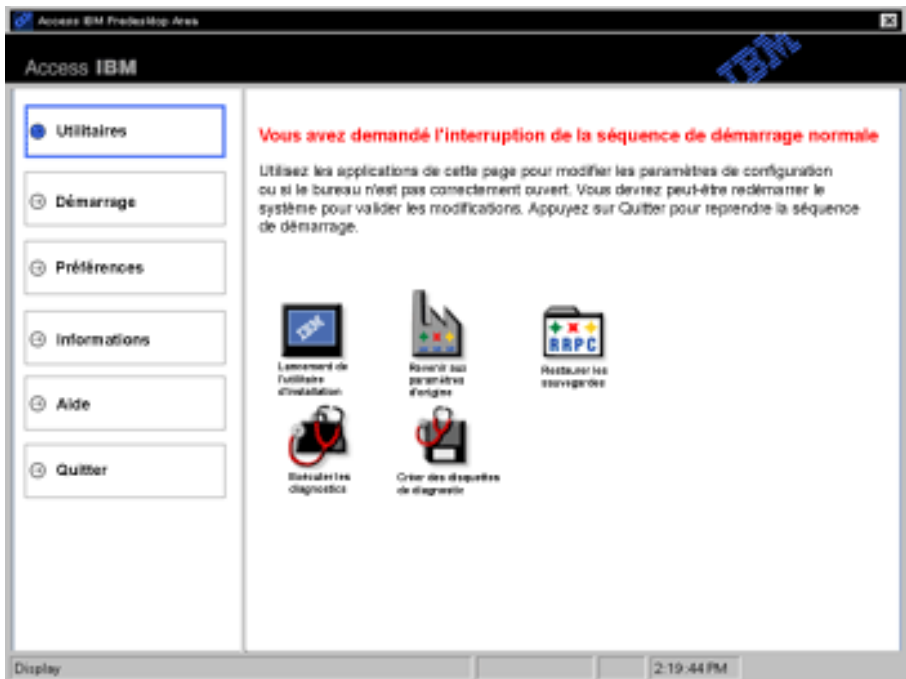 Access IBM Predesktop Area
Access IBM
IBM
Utilitaires
Démarrage
Préférences
Informations
Aide
Quitter
Vous avez demandé l'interruption de la séquence de démarrage normale
Utilisez les applications de cette page pour modifier les paramètres de configuration
ou si le bureau n'est pas correctement ouvert. Vous devrez peut-être redémarrer le
système pour valider les modifications. Appuyez sur Quitter pour reprendre la séquence
de démarrage.
IBM
Lancement de
l'utilitaire
d'installation
Revenir aux
paramètres
d'origine
RRPC
Restaurer les
sauvegardes
Exécuter les
diagnostics
Créer des disquettes
de diagnostic
Display
2:19:44 PM